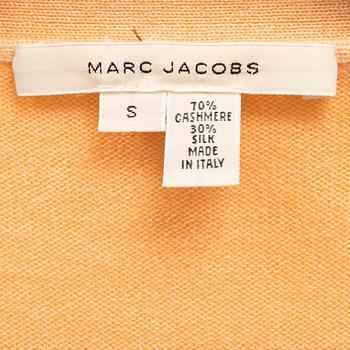 MARC JACOBS
S
70%
CASHMERE
30%
SILK
MADE
IN ITALY